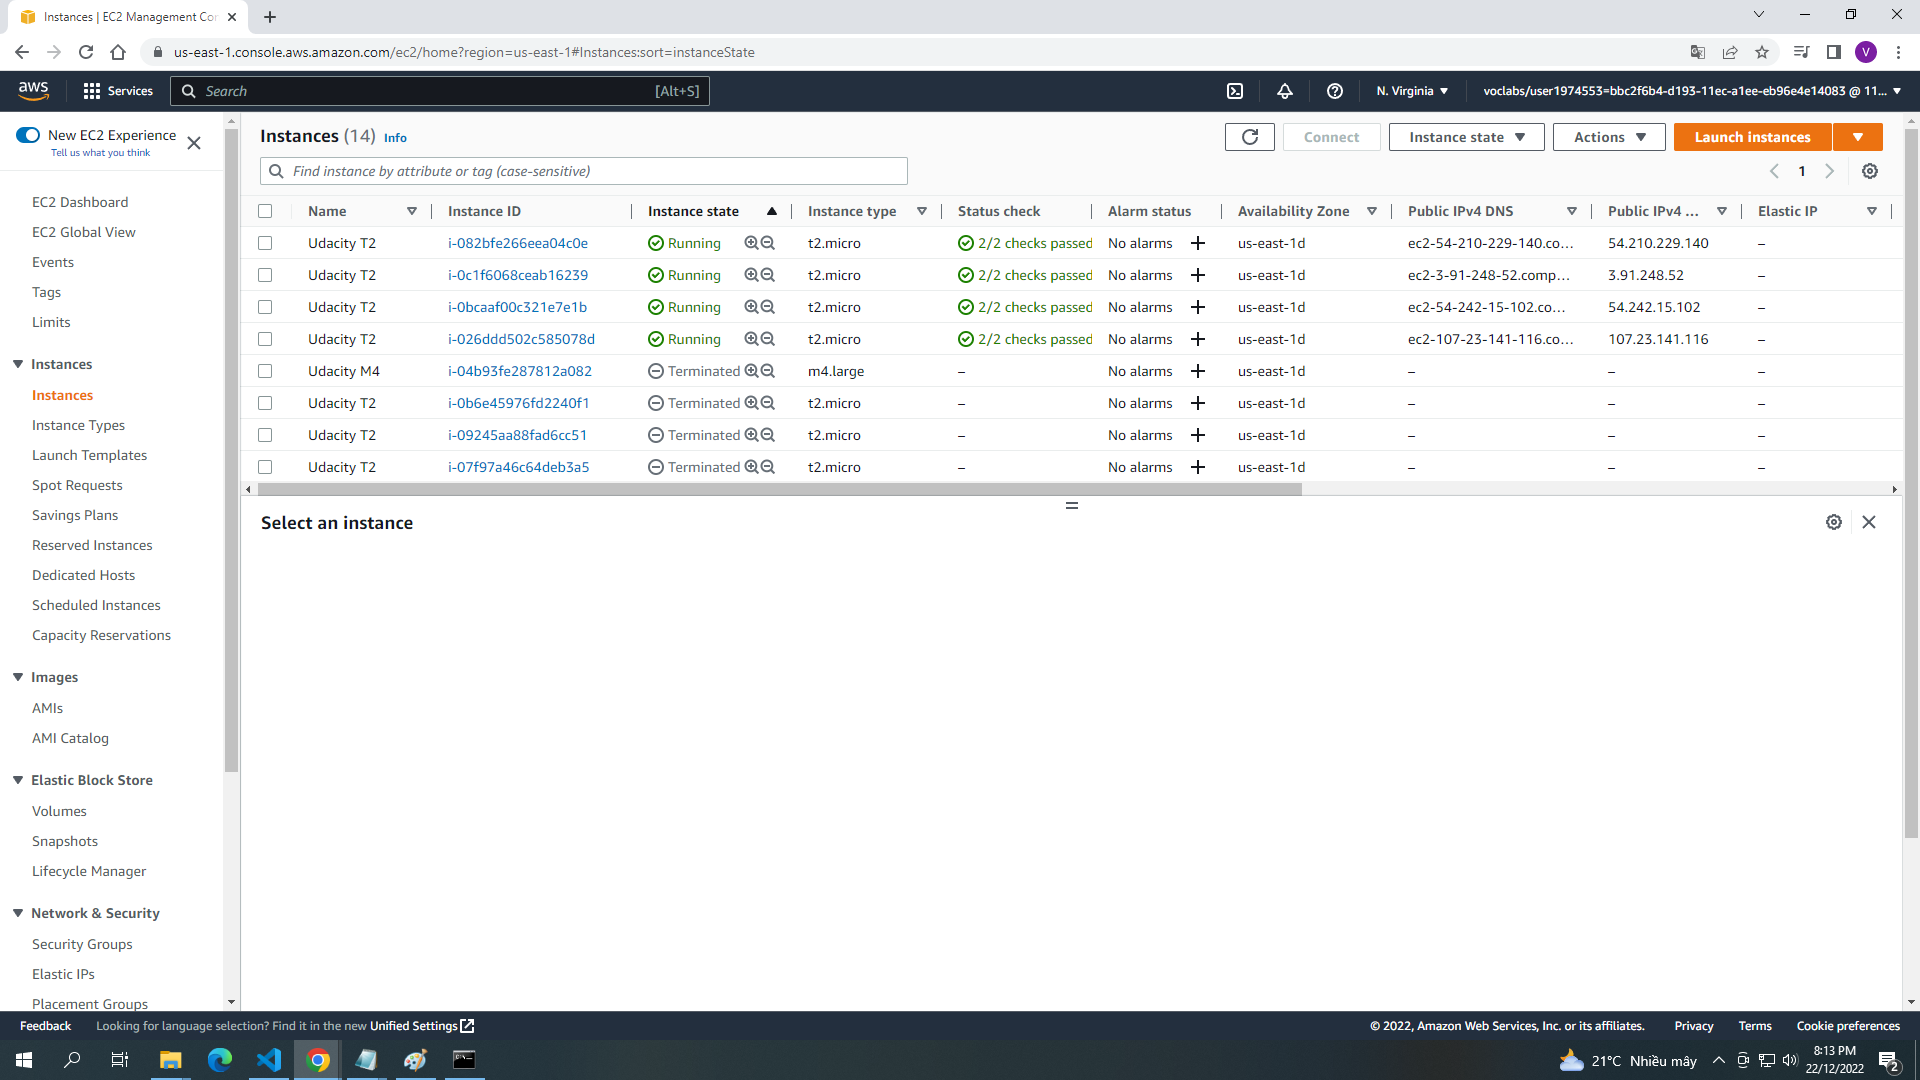 Instances | EC2 Management Cor
us-east-1.console.aws.amazon.com/ec2/home?region=us-east-1#Instances:sort=instanceState
V
aws
Services
Search
[Alt+S]
N. Virginia
voclabs/user1974553=bbc2f6b4-d193-11ec-a1ee-eb96e4e14083 @ 11...
New EC2 Experience
Tell us what you think
EC2 Dashboard
EC2 Global View
Events
Tags
Limits
Instances
Instances
Instance Types
Launch Templates
Spot Requests
Savings Plans
Reserved Instances
Dedicated Hosts
Scheduled Instances
Capacity Reservations
Images
AMIs
AMI Catalog
Elastic Block Store
Volumes
Snapshots
Lifecycle Manager
Network & Security
Security Groups
Elastic IPs
Placement Groups
Instances (14) Info
Connect
Instance state
Actions
Launch instances
Find instance by attribute or tag (case-sensitive)
1
Name Instance ID Instance state Instance type Status check Alarm status Availability Zone Public IPv4 DNS Public IPv4 ... Elastic IP
Udacity T2 i-082bfe266eea04c0e Running t2.micro 2/2 checks passed No alarms + us-east-1d ec2-54-210-229-140.co... 54.210.229.140 –
Udacity T2 i-0c1f6068ceab16239 Running t2.micro 2/2 checks passed No alarms + us-east-1d ec2-3-91-248-52.comp... 3.91.248.52 –
Udacity T2 i-0bcaaf00c321e7e1b Running t2.micro 2/2 checks passed No alarms + us-east-1d ec2-54-242-15-102.co... 54.242.15.102 –
Udacity T2 i-026ddd502c585078d Running t2.micro 2/2 checks passed No alarms + us-east-1d ec2-107-23-141-116.co... 107.23.141.116 –
Udacity M4 i-04b93fe287812a082 Terminated m4.large – No alarms + us-east-1d – – –
Udacity T2 i-0b6e45976fd2240f1 Terminated t2.micro – No alarms + us-east-1d – – –
Udacity T2 i-09245aa88fad6cc51 Terminated t2.micro – No alarms + us-east-1d – – –
Udacity T2 i-07f97a46c64deb3a5 Terminated t2.micro – No alarms + us-east-1d – – –
Select an instance
Feedback
Looking for language selection? Find it in the new Unified Settings
© 2022, Amazon Web Services, Inc. or its affiliates.
Privacy
Terms
Cookie preferences
21°C Nhiều mây
8:13 PM
22/12/2022
2